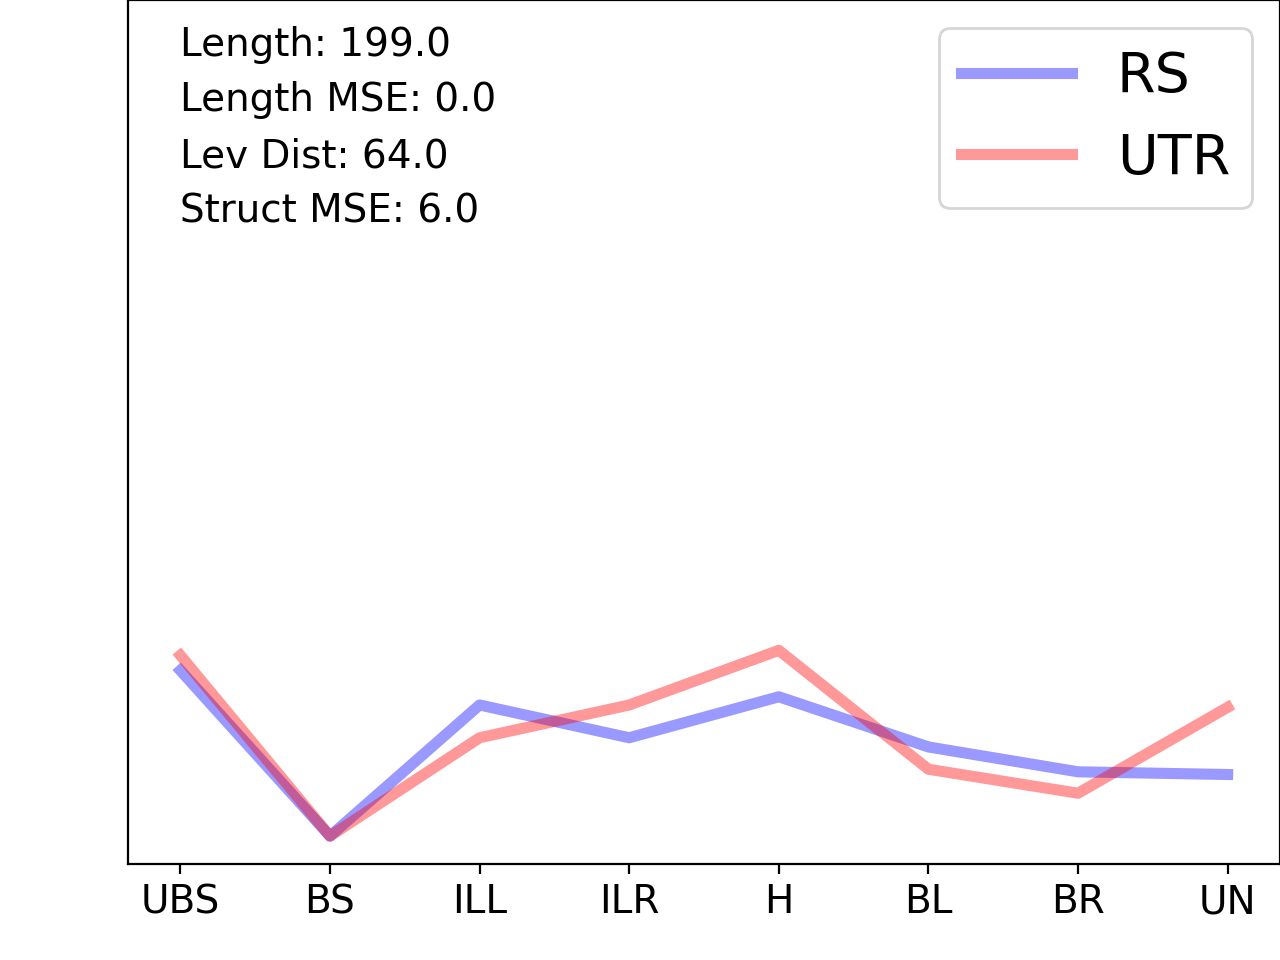 Length: 199.0
Length MSE: 0.0
Lev Dist: 64.0
Struct MSE: 6.0
RS
UTR
UBS BS ILL ILR H BL BR UN